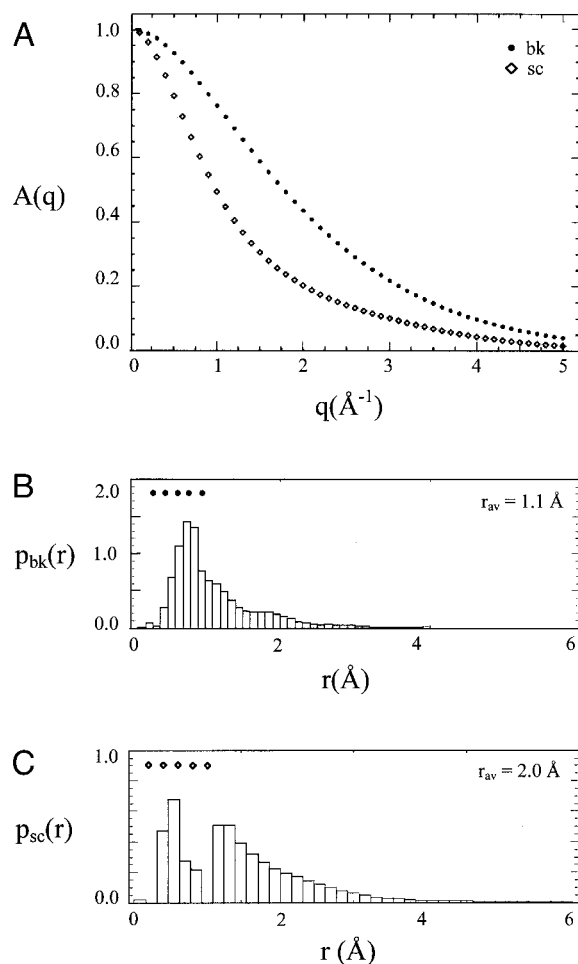 A
• bk
◇ sc
1.0
0.8
0.6
A(q)
0.4
0.2
0.0
0 1 2 3 4 5
q(Å⁻¹)
B
2.0
r_av = 1.1 Å
p_bk(r)
1.0
0.0
0 2 4 6
r(Å)
C
1.0
r_av = 2.0 Å
p_sc(r)
0.0
0 2 4 6
r (Å)